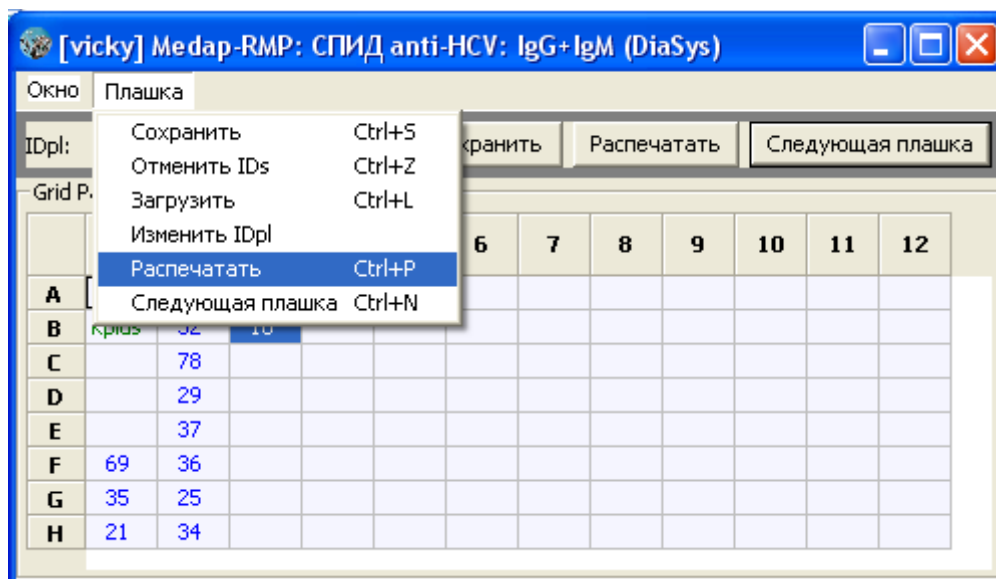 [vicky] Medap-RMP: СПИД anti-HCV: IgG+IgM (DiaSys)
Окно Плашка
IDpl: хранить Распечатать Следующая плашка
Сохранить Ctrl+S
Отменить IDs Ctrl+Z
Загрузить Ctrl+L
Изменить IDpl
Распечатать Ctrl+P
Следующая плашка Ctrl+N
Grid P
6 7 8 9 10 11 12
A
B Kplus 32
C 78
D 29
E 37
F 69 36
G 35 25
H 21 34